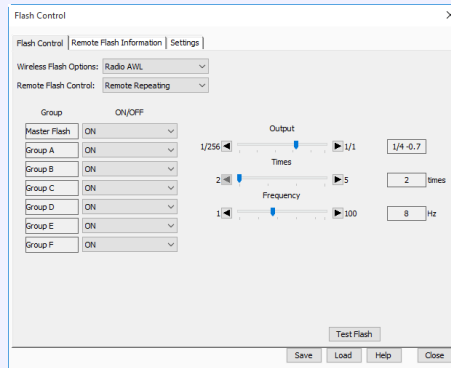 Flash Control
Flash Control Remote Flash Information Settings
Wireless Flash Options: Radio AWL
Remote Flash Control: Remote Repeating
Group ON/OFF
Master Flash ON
Group A ON
Group B ON
Group C ON
Group D ON
Group E ON
Group F ON
Output
1/256 1/1 1/4 -0.7
Times
2 5 2 times
Frequency
1 100 8 Hz
Test Flash
Save Load Help Close